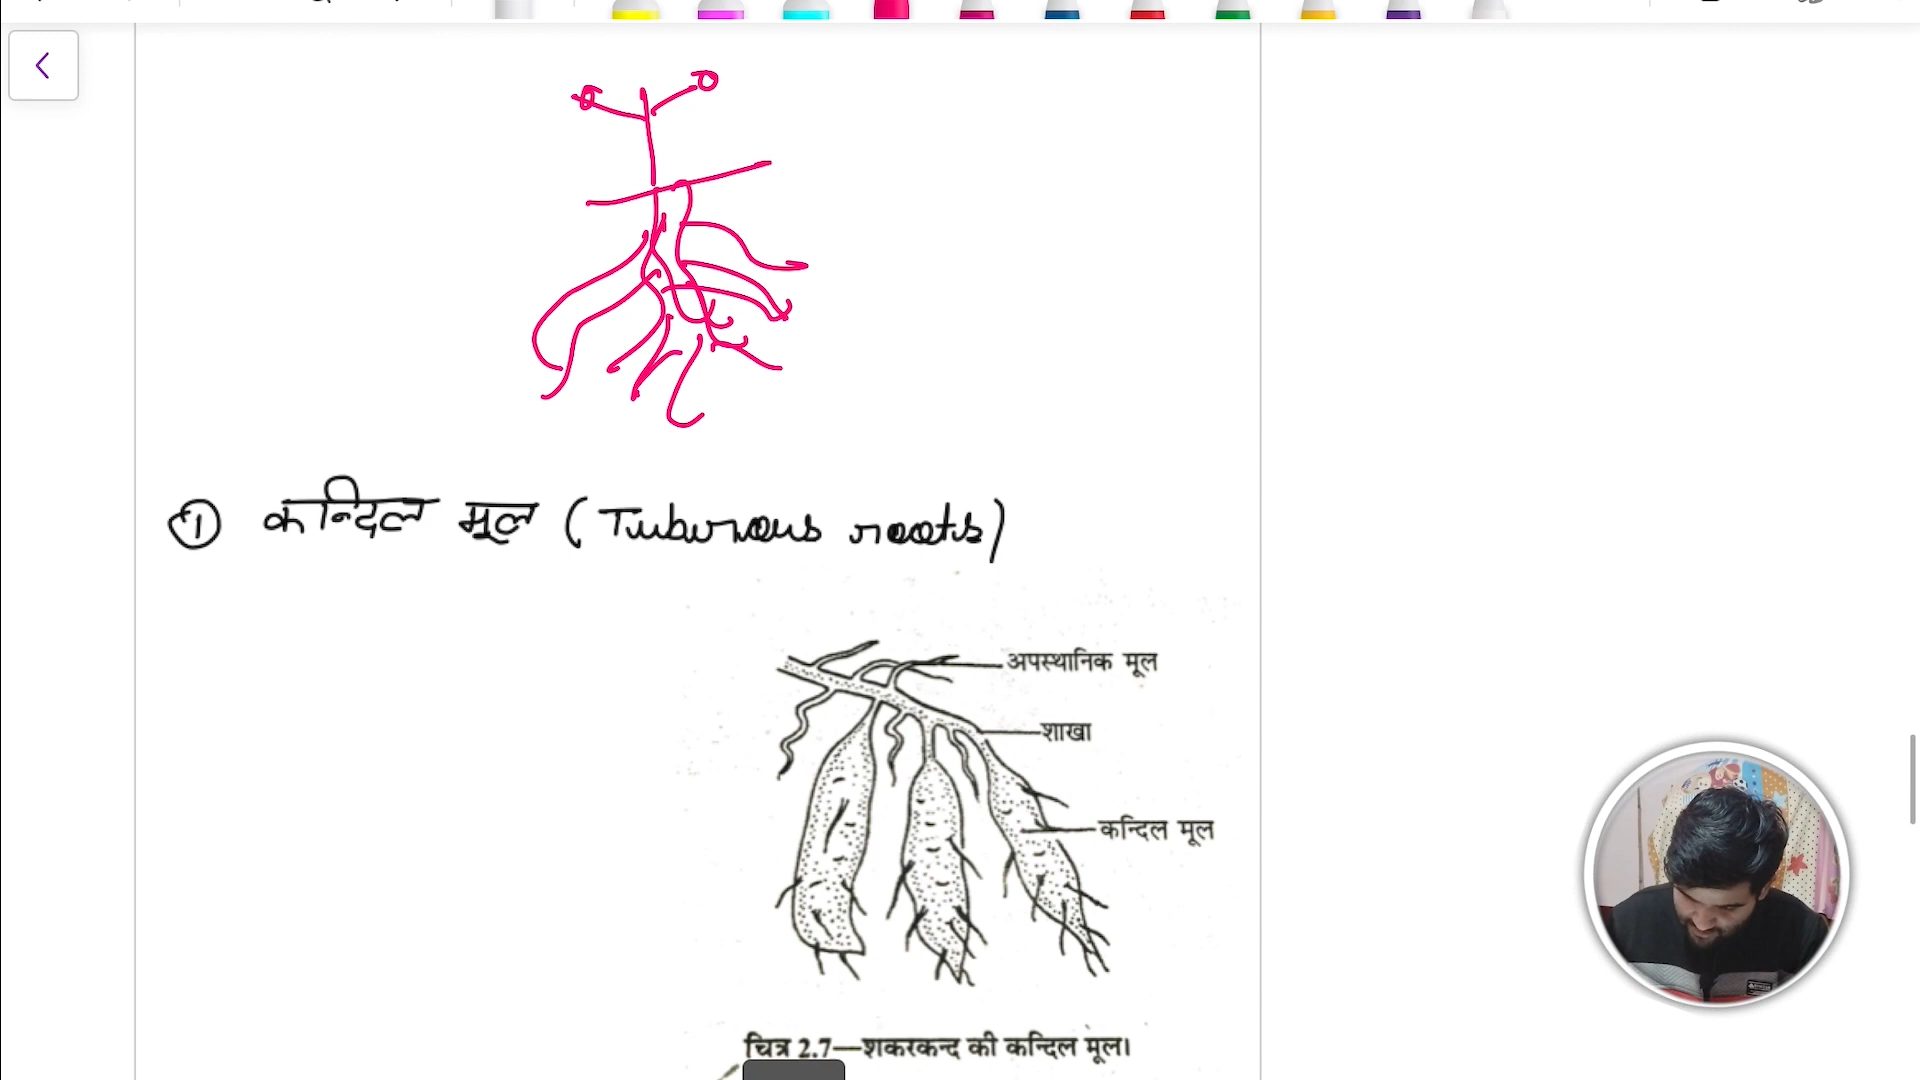 ① कन्दिल मूल (Tuberous roots)
अपस्थानिक मूल
शाखा
कन्दिल मूल
चित्र 2.7—शकरकन्द की कन्दिल मूल।